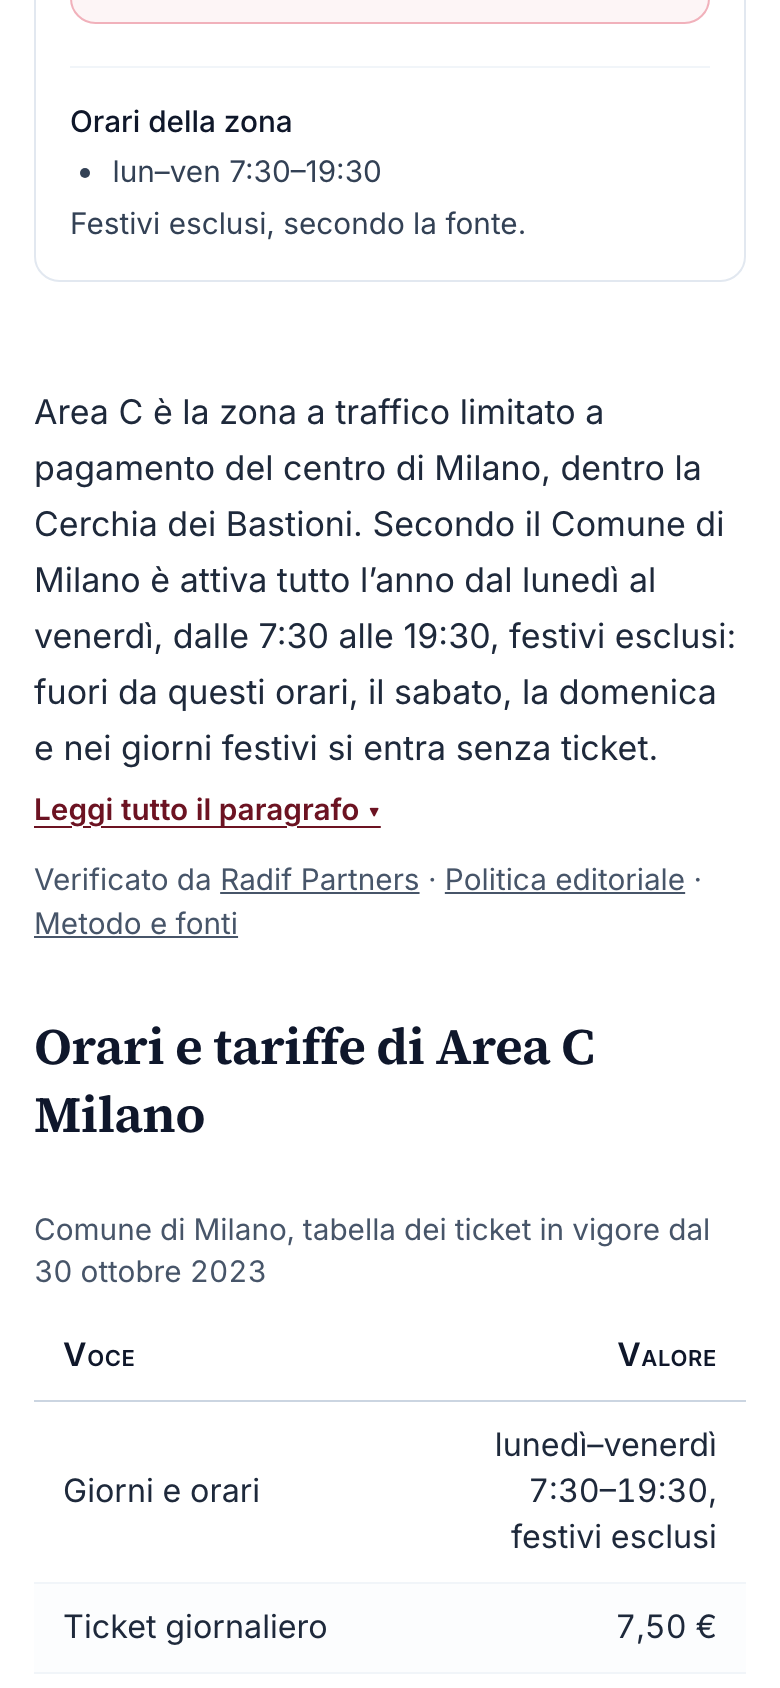 Orari della zona
• lun–ven 7:30–19:30
Festivi esclusi, secondo la fonte.
Area C è la zona a traffico limitato a
pagamento del centro di Milano, dentro la
Cerchia dei Bastioni. Secondo il Comune di
Milano è attiva tutto l’anno dal lunedì al
venerdì, dalle 7:30 alle 19:30, festivi esclusi:
fuori da questi orari, il sabato, la domenica
e nei giorni festivi si entra senza ticket.
Leggi tutto il paragrafo ▾
Verificato da Radif Partners · Politica editoriale ·
Metodo e fonti
Orari e tariffe di Area C
Milano
Comune di Milano, tabella dei ticket in vigore dal
30 ottobre 2023
Voce Valore
lunedì–venerdì
Giorni e orari 7:30–19:30,
festivi esclusi
Ticket giornaliero 7,50 €